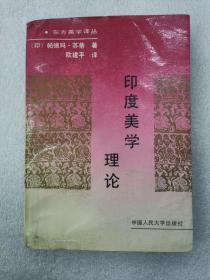 • 东方美学译丛
(印) 帕德玛·苏蒂 著
欧建平 译
印度美学
理论
中国人民大学出版社